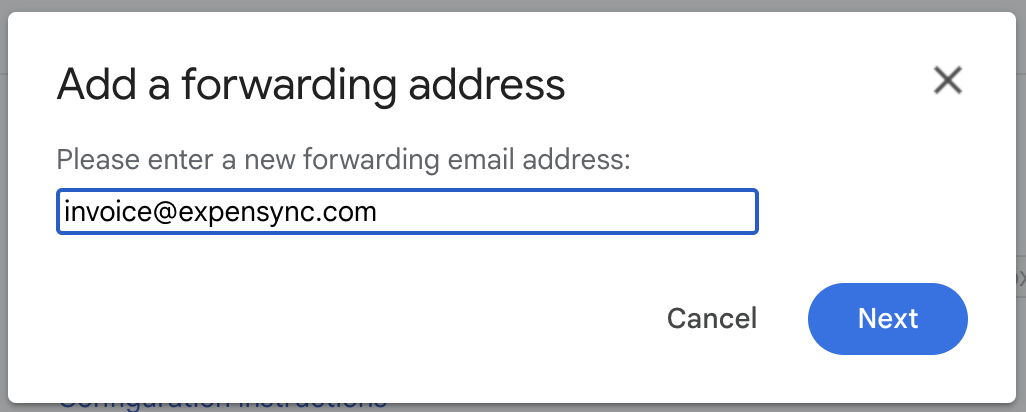 Add a forwarding address
Please enter a new forwarding email address:
invoice@expensync.com
Cancel
Next